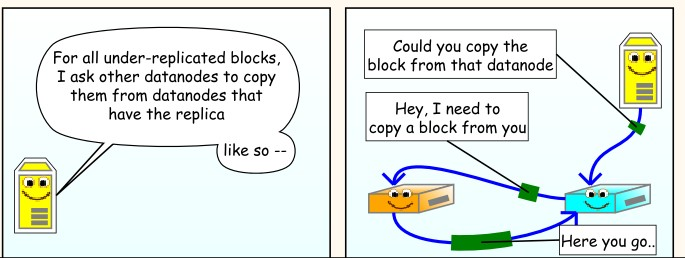 For all under-replicated blocks,
I ask other datanodes to copy
them from datanodes that
have the replica
like so --
Could you copy the
block from that datanode
Hey, I need to
copy a block from you
Here you go..